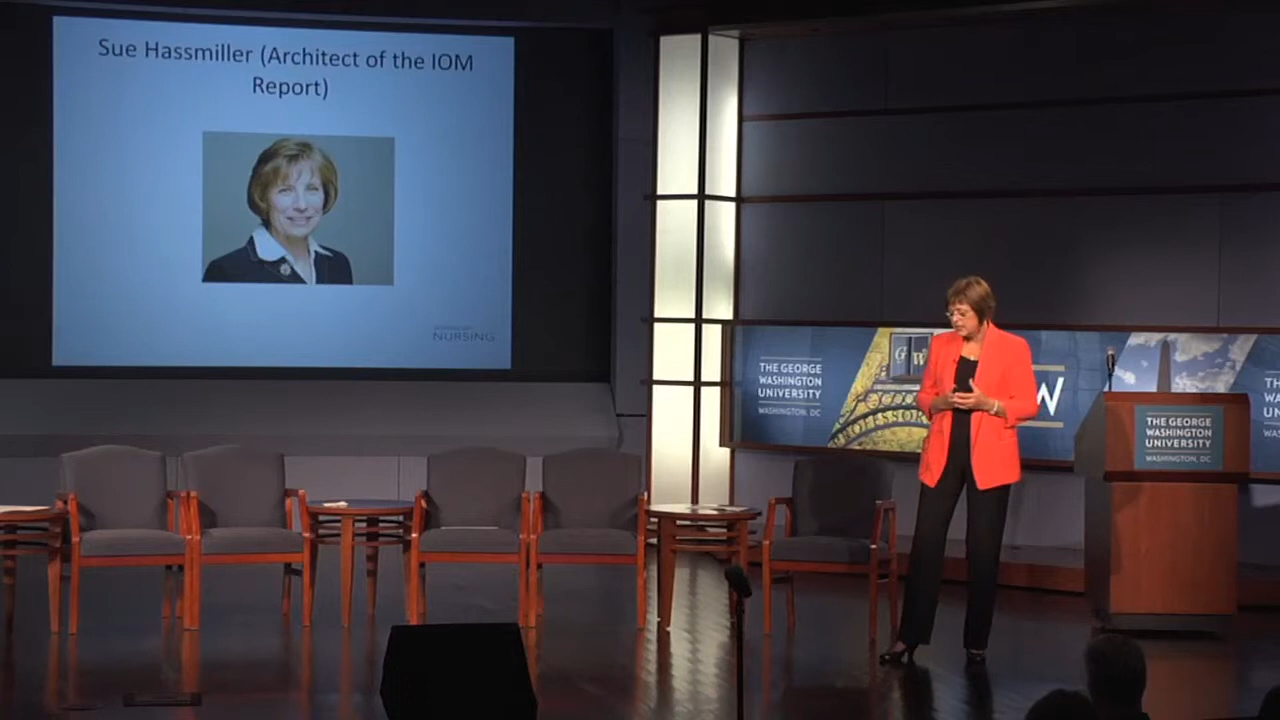 Sue Hassmiller (Architect of the IOM
Report)
NURSING
THE GEORGE
WASHINGTON
UNIVERSITY
WASHINGTON, DC
G W
PROFESSORS
W
THE GEORGE
WASHINGTON
UNIVERSITY
WASHINGTON, DC